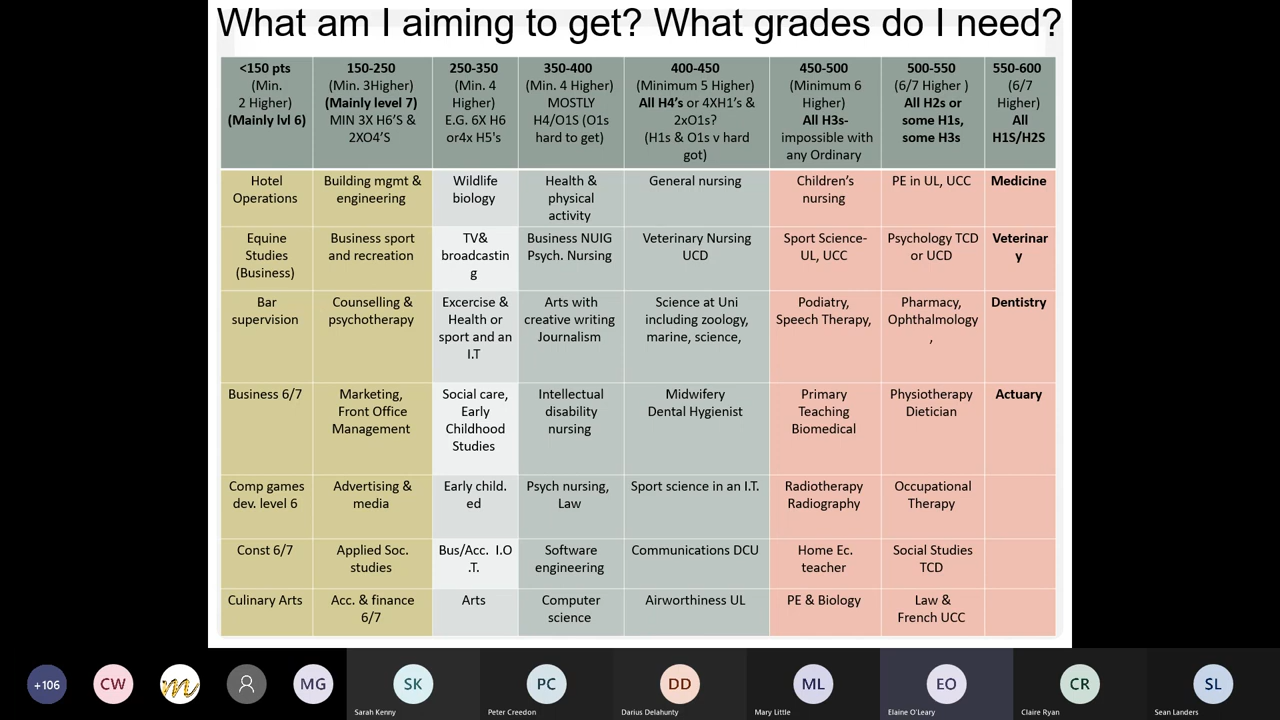 What am I aiming to get? What grades do I need?
<150 pts
(Min.
2 Higher)
(Mainly lvl 6)
150-250
(Min. 3Higher)
(Mainly level 7)
MIN 3X H6'S &
2XO4'S
250-350
(Min. 4
Higher)
E.G. 6X H6
or4x H5's
350-400
(Min. 4 Higher)
MOSTLY
H4/O1S (O1s
hard to get)
400-450
(Minimum 5 Higher)
All H4's or 4XH1's &
2xO1s?
(H1s & O1s v hard
got)
450-500
(Minimum 6
Higher)
All H3s-
impossible with
any Ordinary
500-550
(6/7 Higher )
All H2s or
some H1s,
some H3s
550-600
(6/7
Higher)
All
H1S/H2S
Hotel
Operations
Building mgmt &
engineering
Wildlife
biology
Health &
physical
activity
General nursing
Children's
nursing
PE in UL, UCC
Medicine
Equine
Studies
(Business)
Business sport
and recreation
TV&
broadcastin
g
Business NUIG
Psych. Nursing
Veterinary Nursing
UCD
Sport Science-
UL, UCC
Psychology TCD
or UCD
Veterinar
y
Bar
supervision
Counselling &
psychotherapy
Excercise &
Health or
sport and an
I.T
Arts with
creative writing
Journalism
Science at Uni
including zoology,
marine, science,
Podiatry,
Speech Therapy,
Pharmacy,
Ophthalmology
,
Dentistry
Business 6/7
Marketing,
Front Office
Management
Social care,
Early
Childhood
Studies
Intellectual
disability
nursing
Midwifery
Dental Hygienist
Primary
Teaching
Biomedical
Physiotherapy
Dietician
Actuary
Comp games
dev. level 6
Advertising &
media
Early child.
ed
Psych nursing,
Law
Sport science in an I.T.
Radiotherapy
Radiography
Occupational
Therapy
Const 6/7
Applied Soc.
studies
Bus/Acc. I.O
.T.
Software
engineering
Communications DCU
Home Ec.
teacher
Social Studies
TCD
Culinary Arts
Acc. & finance
6/7
Arts
Computer
science
Airworthiness UL
PE & Biology
Law &
French UCC
+106
CW
m
MG
SK
Sarah Kenny
PC
Peter Creedon
DD
Darius Delahunty
ML
Mary Little
EO
Elaine O'Leary
CR
Claire Ryan
SL
Sean Landers